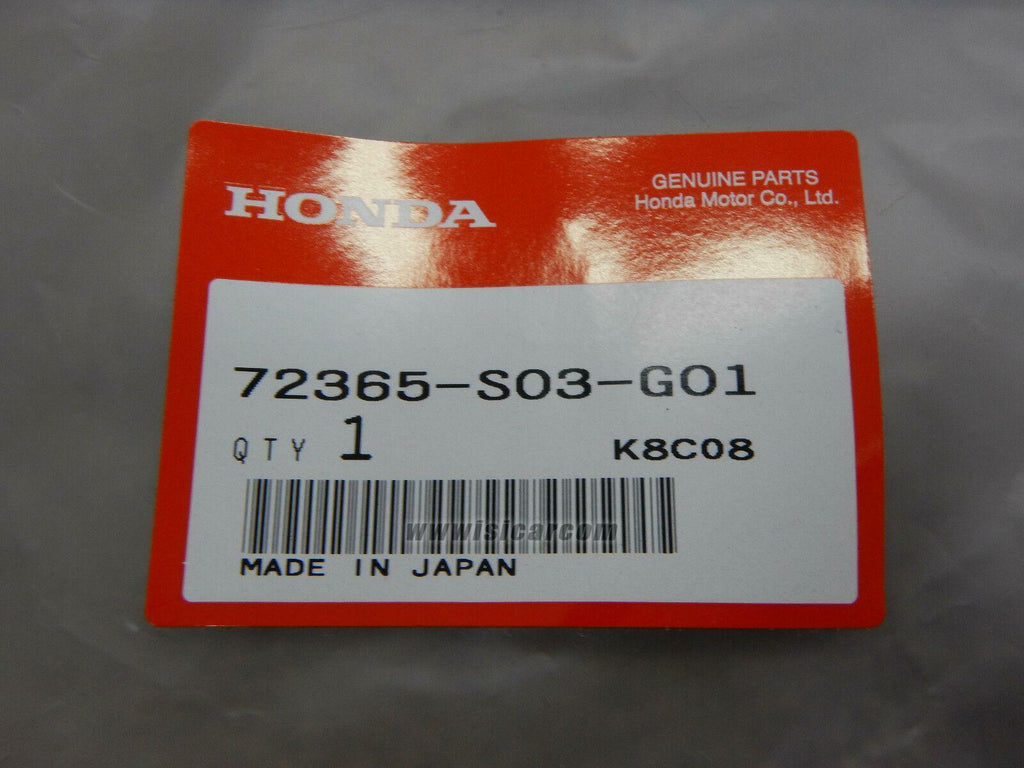 HONDA
GENUINE PARTS
Honda Motor Co., Ltd.
72365-S03-G01
QTY 1 K8C08
www.isicar.com
MADE IN JAPAN